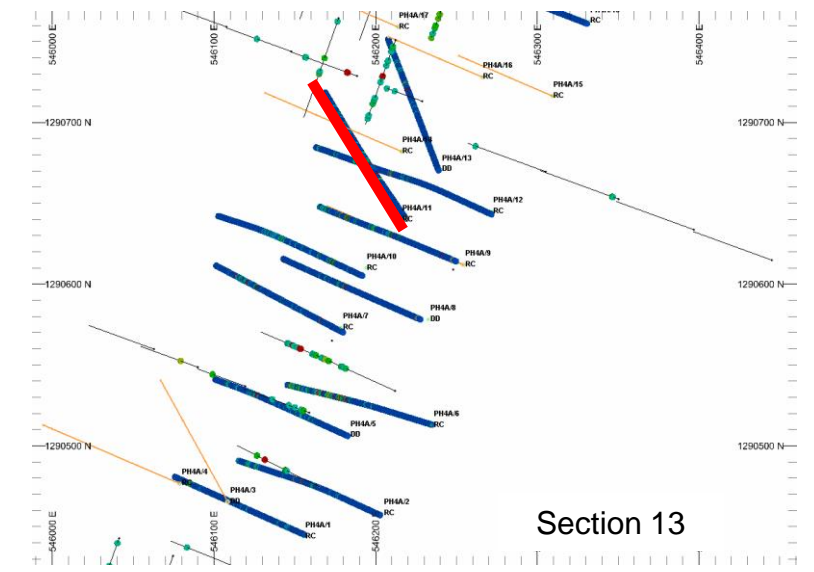 546000 E
546100 E
546200 E
546300 E
546400 E
PH4A/17
RC
RC
PH4A/16
RC
PH4A/15
RC
1290700 N
1290700 N
RC
PH4A/13
DD
PH4A/12
RC
PH4A/11
RC
PH4A/10
RC
PH4A/9
RC
1290600 N
1290600 N
PH4A/8
DD
PH4A/7
RC
PH4A/6
RC
PH4A/5
DD
1290500 N
1290500 N
PH4A/4
PH4A/3
DD
PH4A/2
RC
PH4A/1
RC
546000 E
546100 E
546200 E
Section 13